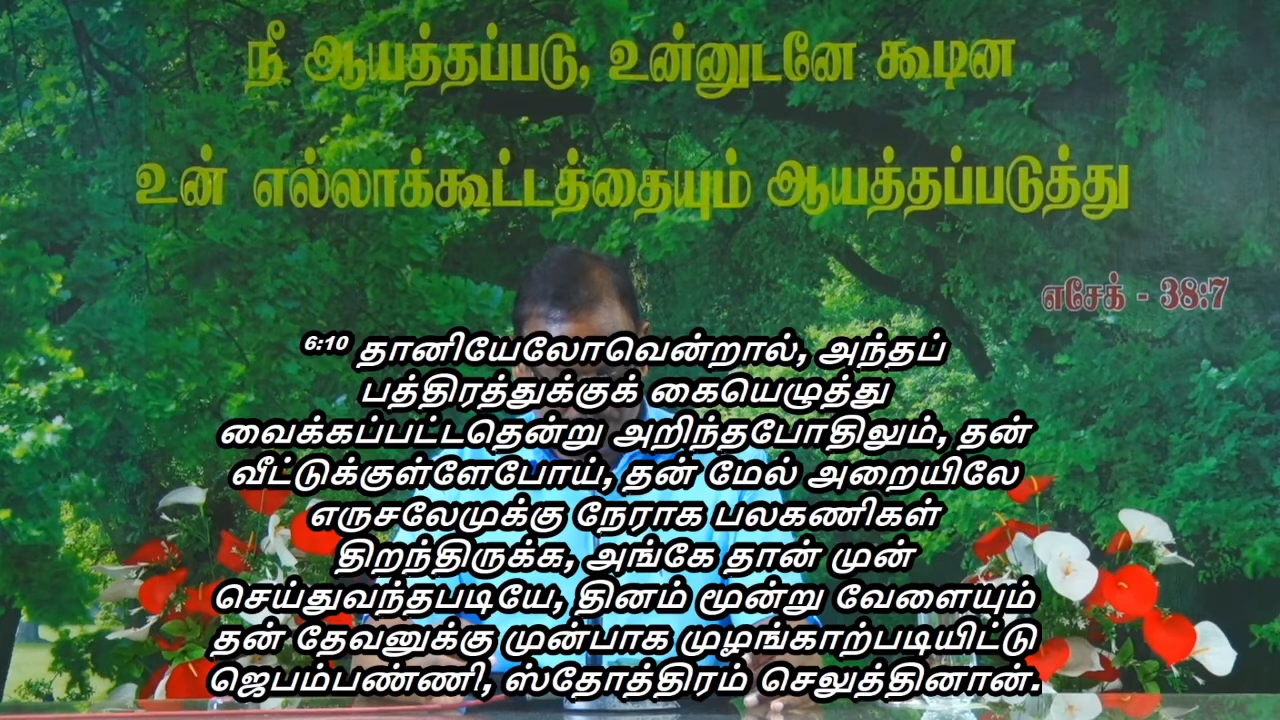 நீ ஆயத்தப்படு, உன்னுடனே கூடின
உன் எல்லாக்கூட்டத்தையும் ஆயத்தப்படுத்து
எசேக் - 38:7
6:10 தானியேலோவென்றால், அந்தப்
பத்திரத்துக்குக் கையெழுத்து
வைக்கப்பட்டதென்று அறிந்தபோதிலும், தன்
வீட்டுக்குள்ளேபோய், தன் மேல் அறையிலே
எருசலேமுக்கு நேராக பலகணிகள்
திறந்திருக்க, அங்கே தான் முன்
செய்துவந்தபடியே, தினம் மூன்று வேளையும்
தன் தேவனுக்கு முன்பாக முழங்காற்படியிட்டு
ஜெபம்பண்ணி, ஸ்தோத்திரம் செலுத்தினான்.